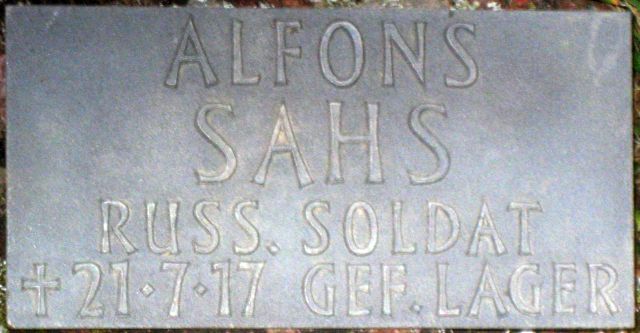 ALFONS
SAHS
RUSS. SOLDAT
† 21·7·17 GEF. LAGER